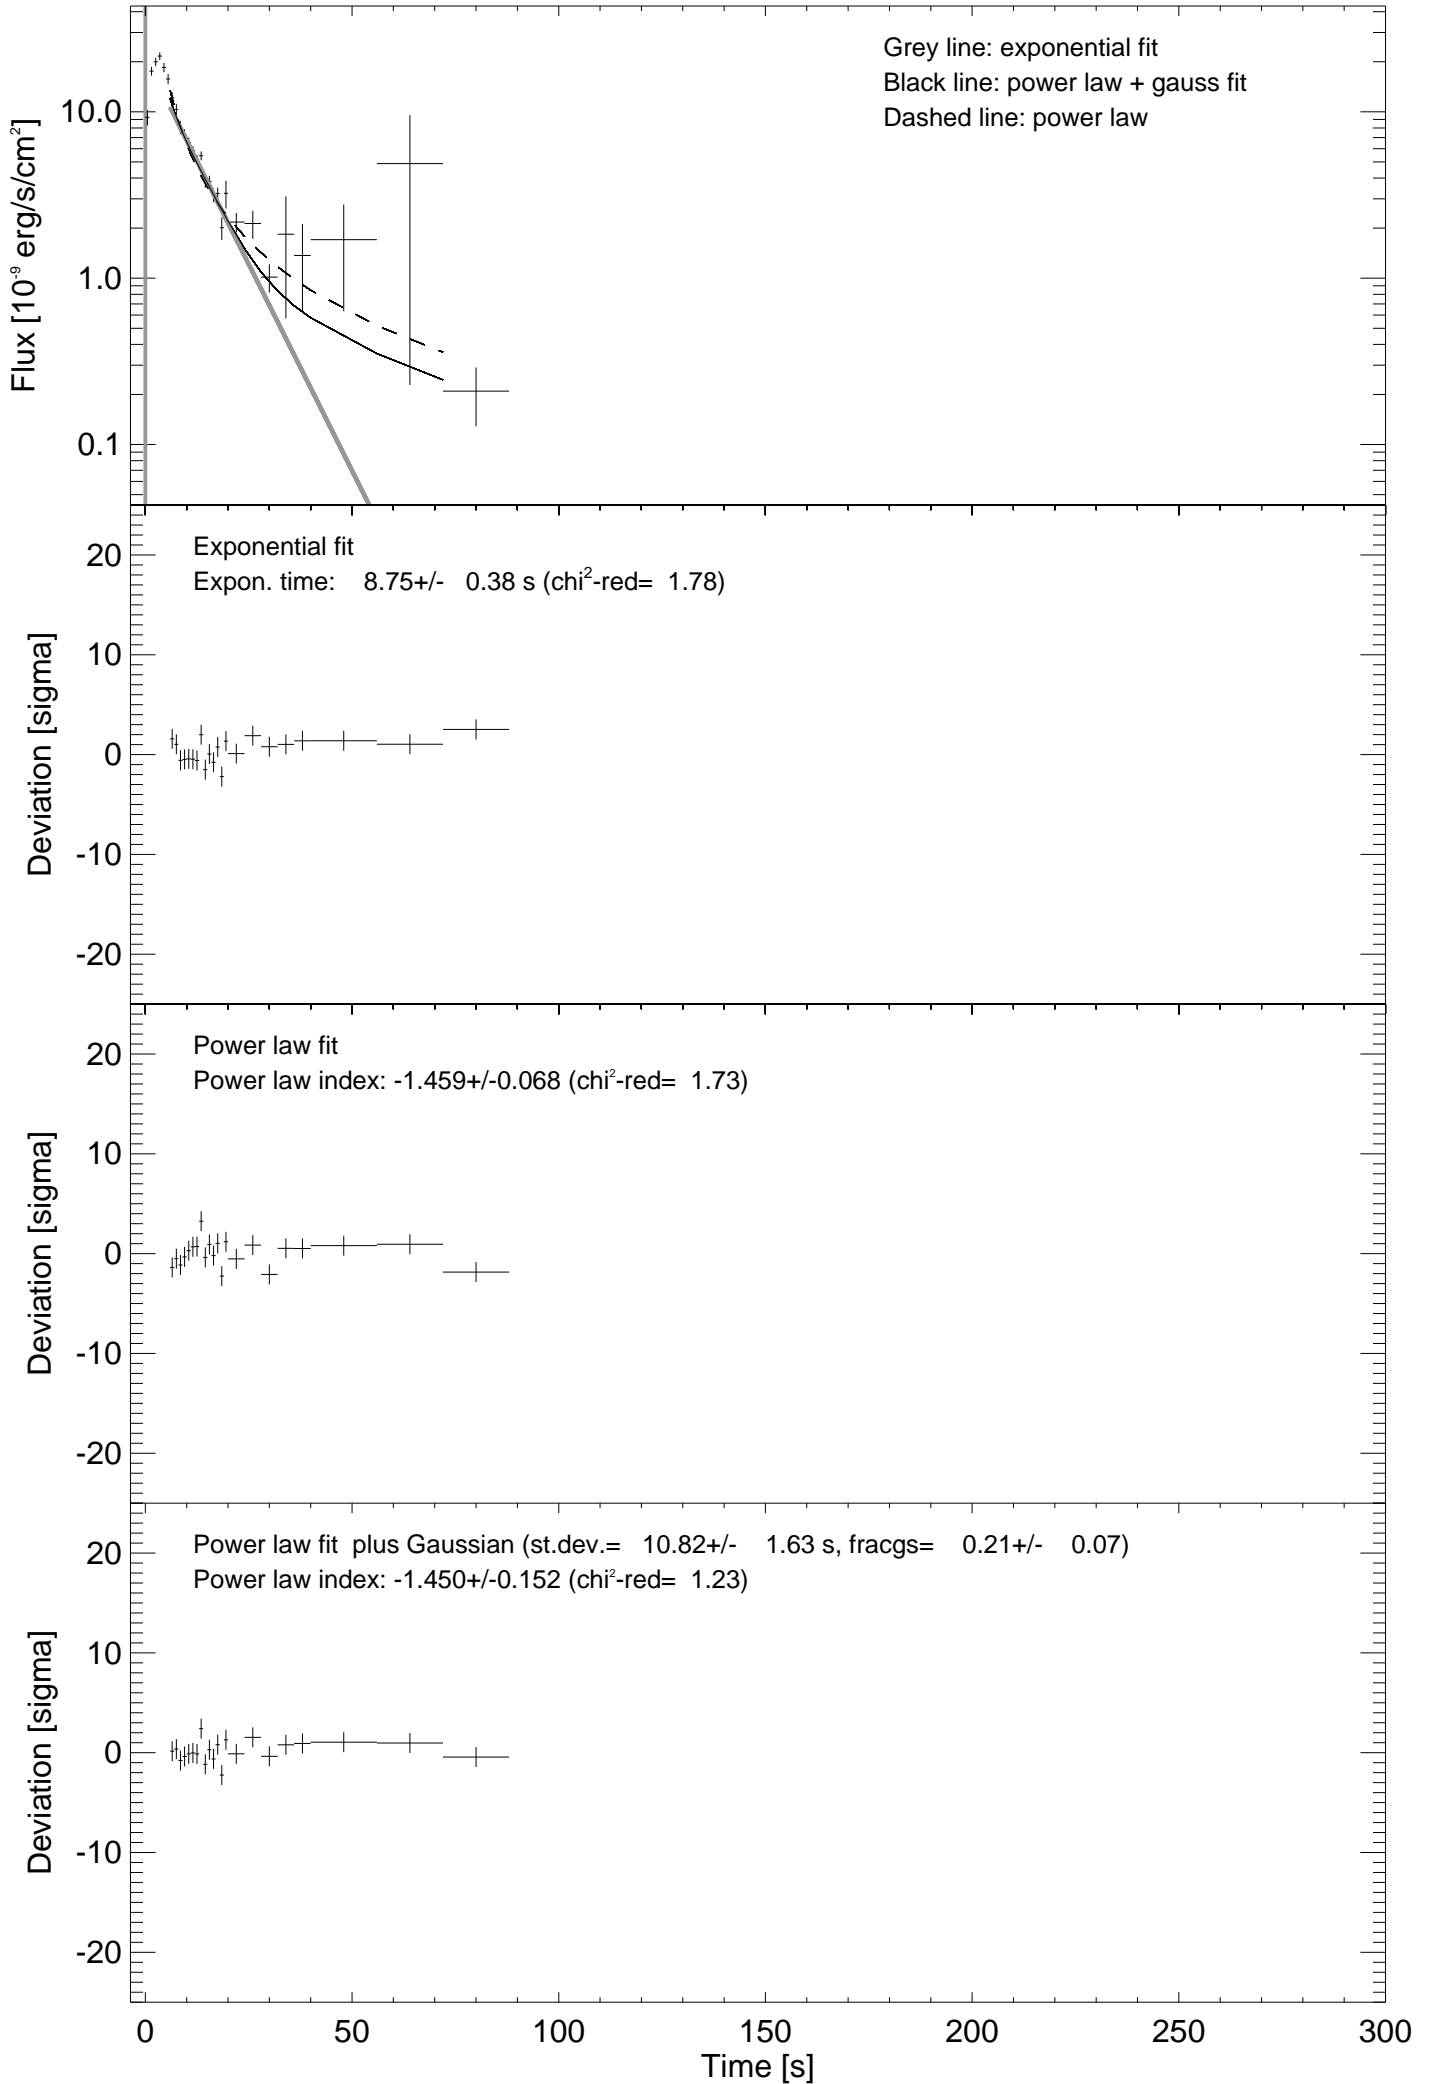 Grey line: exponential fit
Black line: power law + gauss fit
Dashed line: power law
10.0
1.0
0.1
Flux [10⁻⁹ erg/s/cm²]
Exponential fit
Expon. time: 8.75+/- 0.38 s (chi²-red= 1.78)
20
10
0
-10
-20
Deviation [sigma]
Power law fit
Power law index: -1.459+/-0.068 (chi²-red= 1.73)
20
10
0
-10
-20
Deviation [sigma]
Power law fit plus Gaussian (st.dev.= 10.82+/- 1.63 s, fracgs= 0.21+/- 0.07)
Power law index: -1.450+/-0.152 (chi²-red= 1.23)
20
10
0
-10
-20
Deviation [sigma]
0 50 100 150 200 250 300
Time [s]